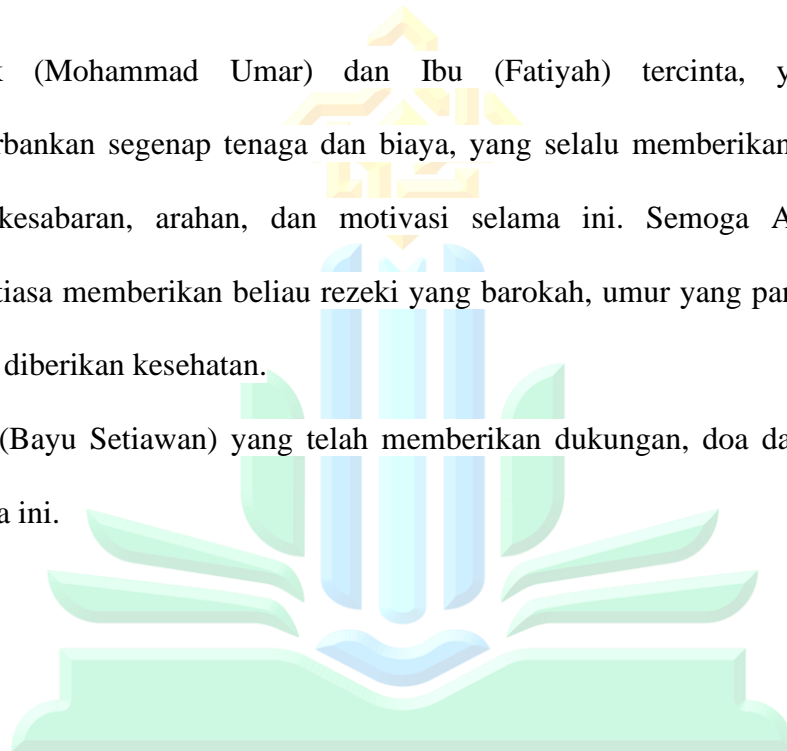 (Mohammad Umar) dan Ibu (Fatiyah) tercinta, y
rbankan segenap tenaga dan biaya, yang selalu memberikan
kesabaran, arahan, dan motivasi selama ini. Semoga A
tiasa memberikan beliau rezeki yang barokah, umur yang pan
diberikan kesehatan.
(Bayu Setiawan) yang telah memberikan dukungan, doa da
a ini.